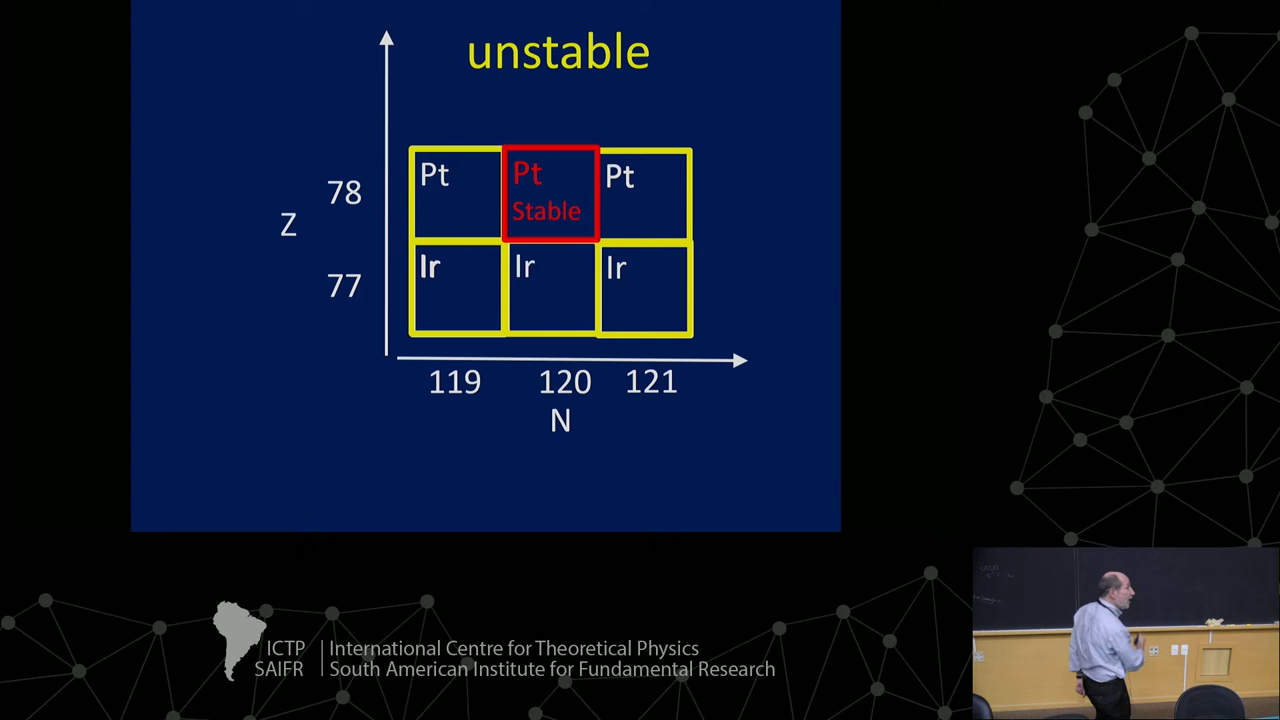 unstable
Pt
Pt
Pt
78
Stable
Z
Ir
Ir
Ir
77
119
120
121
N
ICTP
International Centre for Theoretical Physics
SAIFR
South American Institute for Fundamental Research